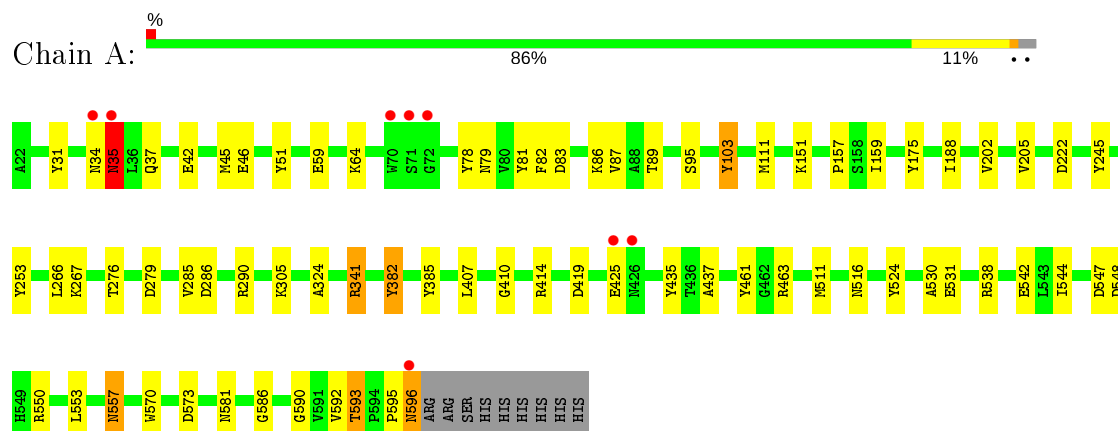 %
Chain A:
86% 11%
A22 Y31 N34 N35 L36 Q37 E42 M45 E46 Y51 E59 K64 W70 S71 G72 Y78 N79 V80 Y81 F82 D83 K86 V87 A88 T89 S95 Y103 M111 K151 P157 S158 I159 Y175 I188 V202 V205 D222 Y245
Y253 L266 K267 T276 D279 V285 D286 R290 K305 A324 R341 Y382 Y385 L407 G410 R414 D419 E425 N426 Y435 T436 A437 Y461 G462 R463 M511 N516 Y524 A530 E531 R538 E542 L543 I544 D547 D548
H549 R550 L553 N557 W570 D573 N581 G586 G590 V591 V592 T593 P594 P595 N596 ARG ARG SER HIS HIS HIS HIS HIS HIS